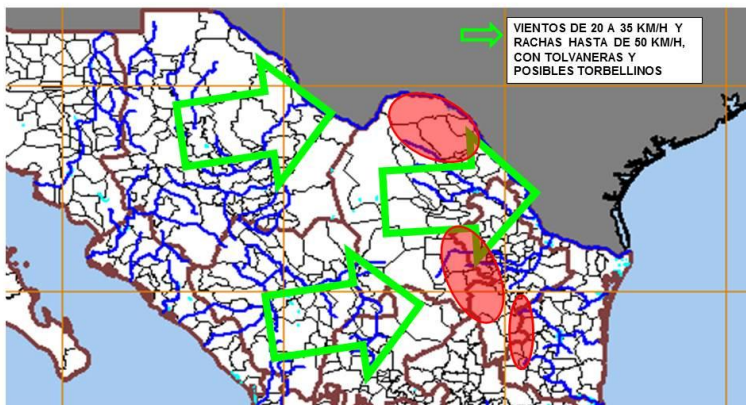 VIENTOS DE 20 A 35 KM/H Y
RACHAS HASTA DE 50 KM/H,
CON TOLVANERAS Y
POSIBLES TORBELLINOS